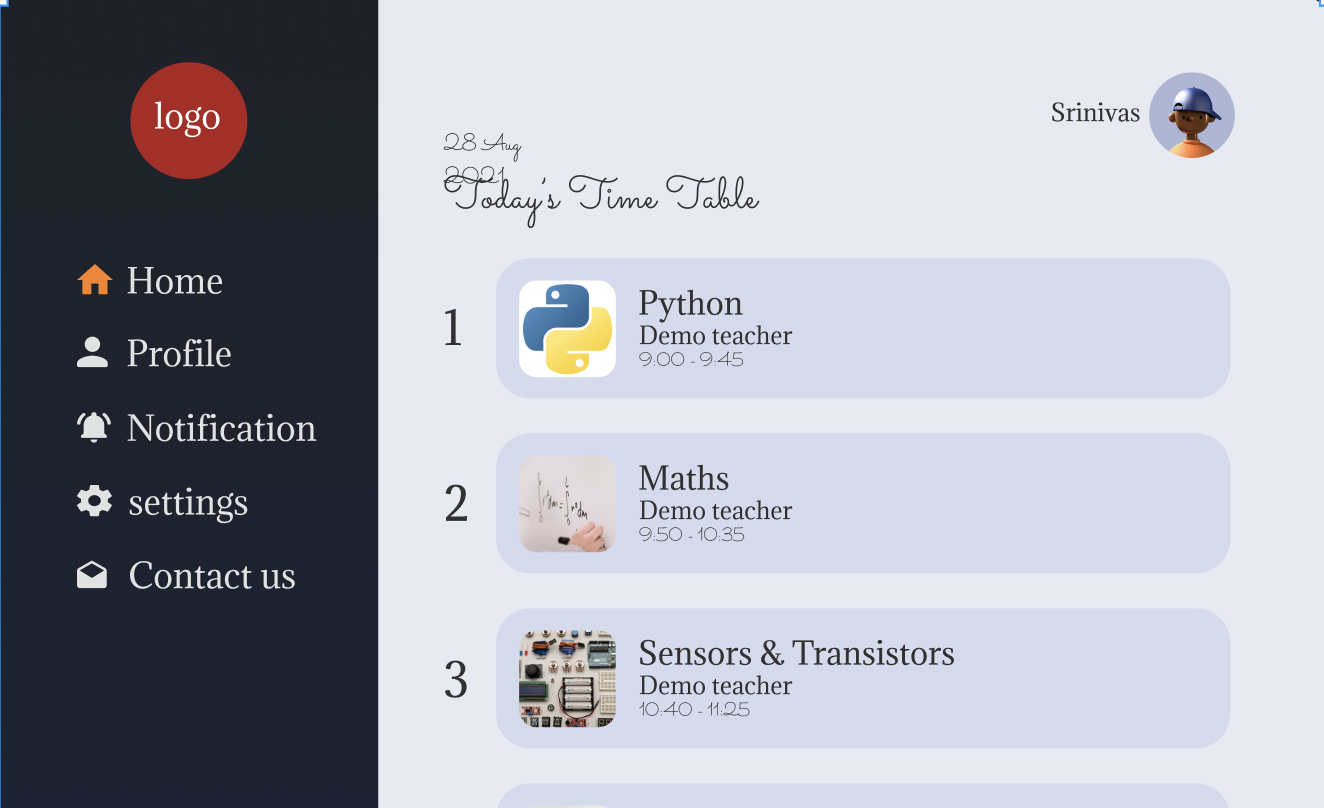 logo
Home
Profile
Notification
settings
Contact us
Srinivas
28 Aug
2021
Today's Time Table
1
Python
Demo teacher
9:00 - 9:45
2
Maths
Demo teacher
9:50 - 10:35
3
Sensors & Transistors
Demo teacher
10:40 - 11:25